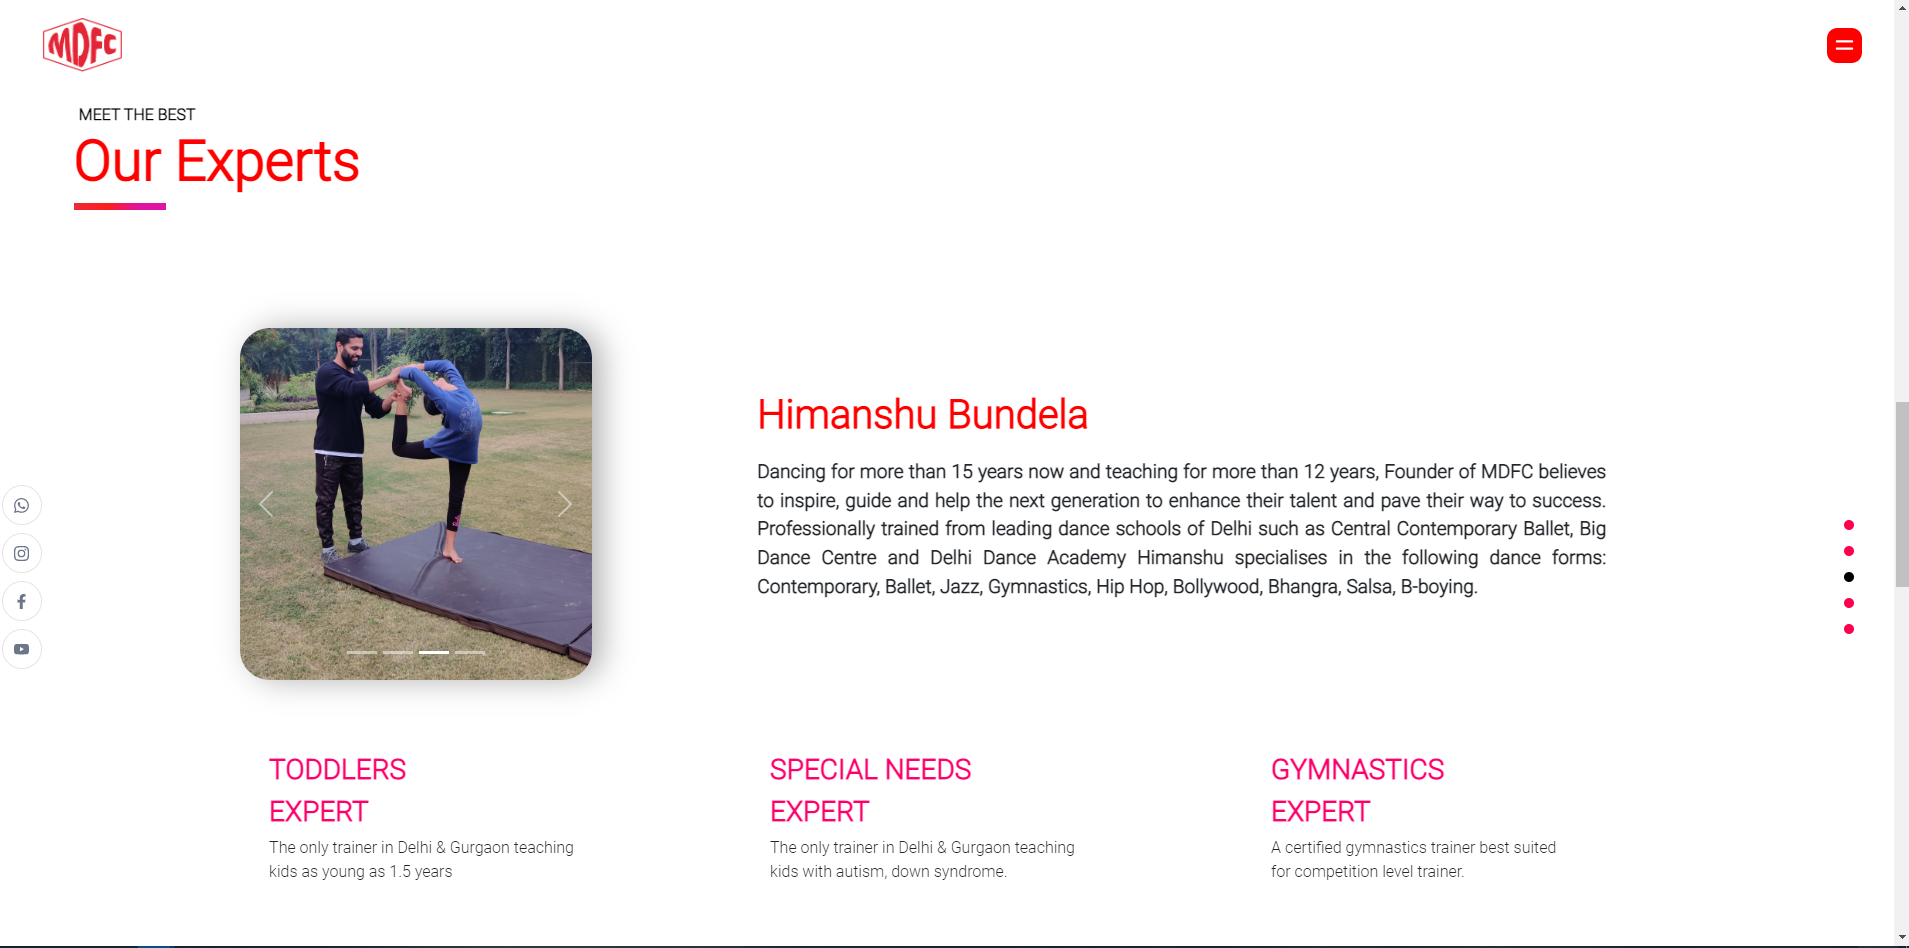 MDFC
MEET THE BEST
Our Experts
Himanshu Bundela
Dancing for more than 15 years now and teaching for more than 12 years, Founder of MDFC believes
to inspire, guide and help the next generation to enhance their talent and pave their way to success.
Professionally trained from leading dance schools of Delhi such as Central Contemporary Ballet, Big
Dance Centre and Delhi Dance Academy Himanshu specialises in the following dance forms:
Contemporary, Ballet, Jazz, Gymnastics, Hip Hop, Bollywood, Bhangra, Salsa, B-boying.
TODDLERS
EXPERT
The only trainer in Delhi & Gurgaon teaching
kids as young as 1.5 years
SPECIAL NEEDS
EXPERT
The only trainer in Delhi & Gurgaon teaching
kids with autism, down syndrome.
GYMNASTICS
EXPERT
A certified gymnastics trainer best suited
for competition level trainer.